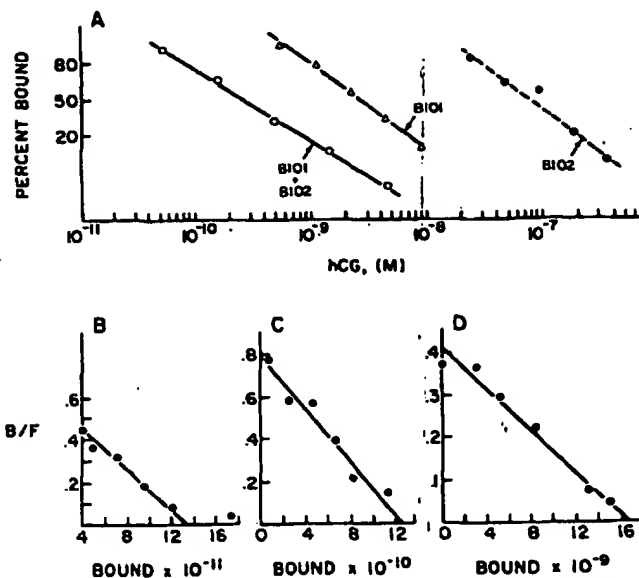 A
PERCENT BOUND
80
50
20
B101
B101
+
B102
B102
10⁻¹¹ 10⁻¹⁰ 10⁻⁹ 10⁻⁸ 10⁻⁷
hCG, (M)
B C D
B/F
.6
.4
.2
.8
.6
.4
.2
.4
.3
.2
.1
4 8 12 16
0 4 8 12
0 4 8 12 16
BOUND x 10⁻¹¹ BOUND x 10⁻¹⁰ BOUND x 10⁻⁹